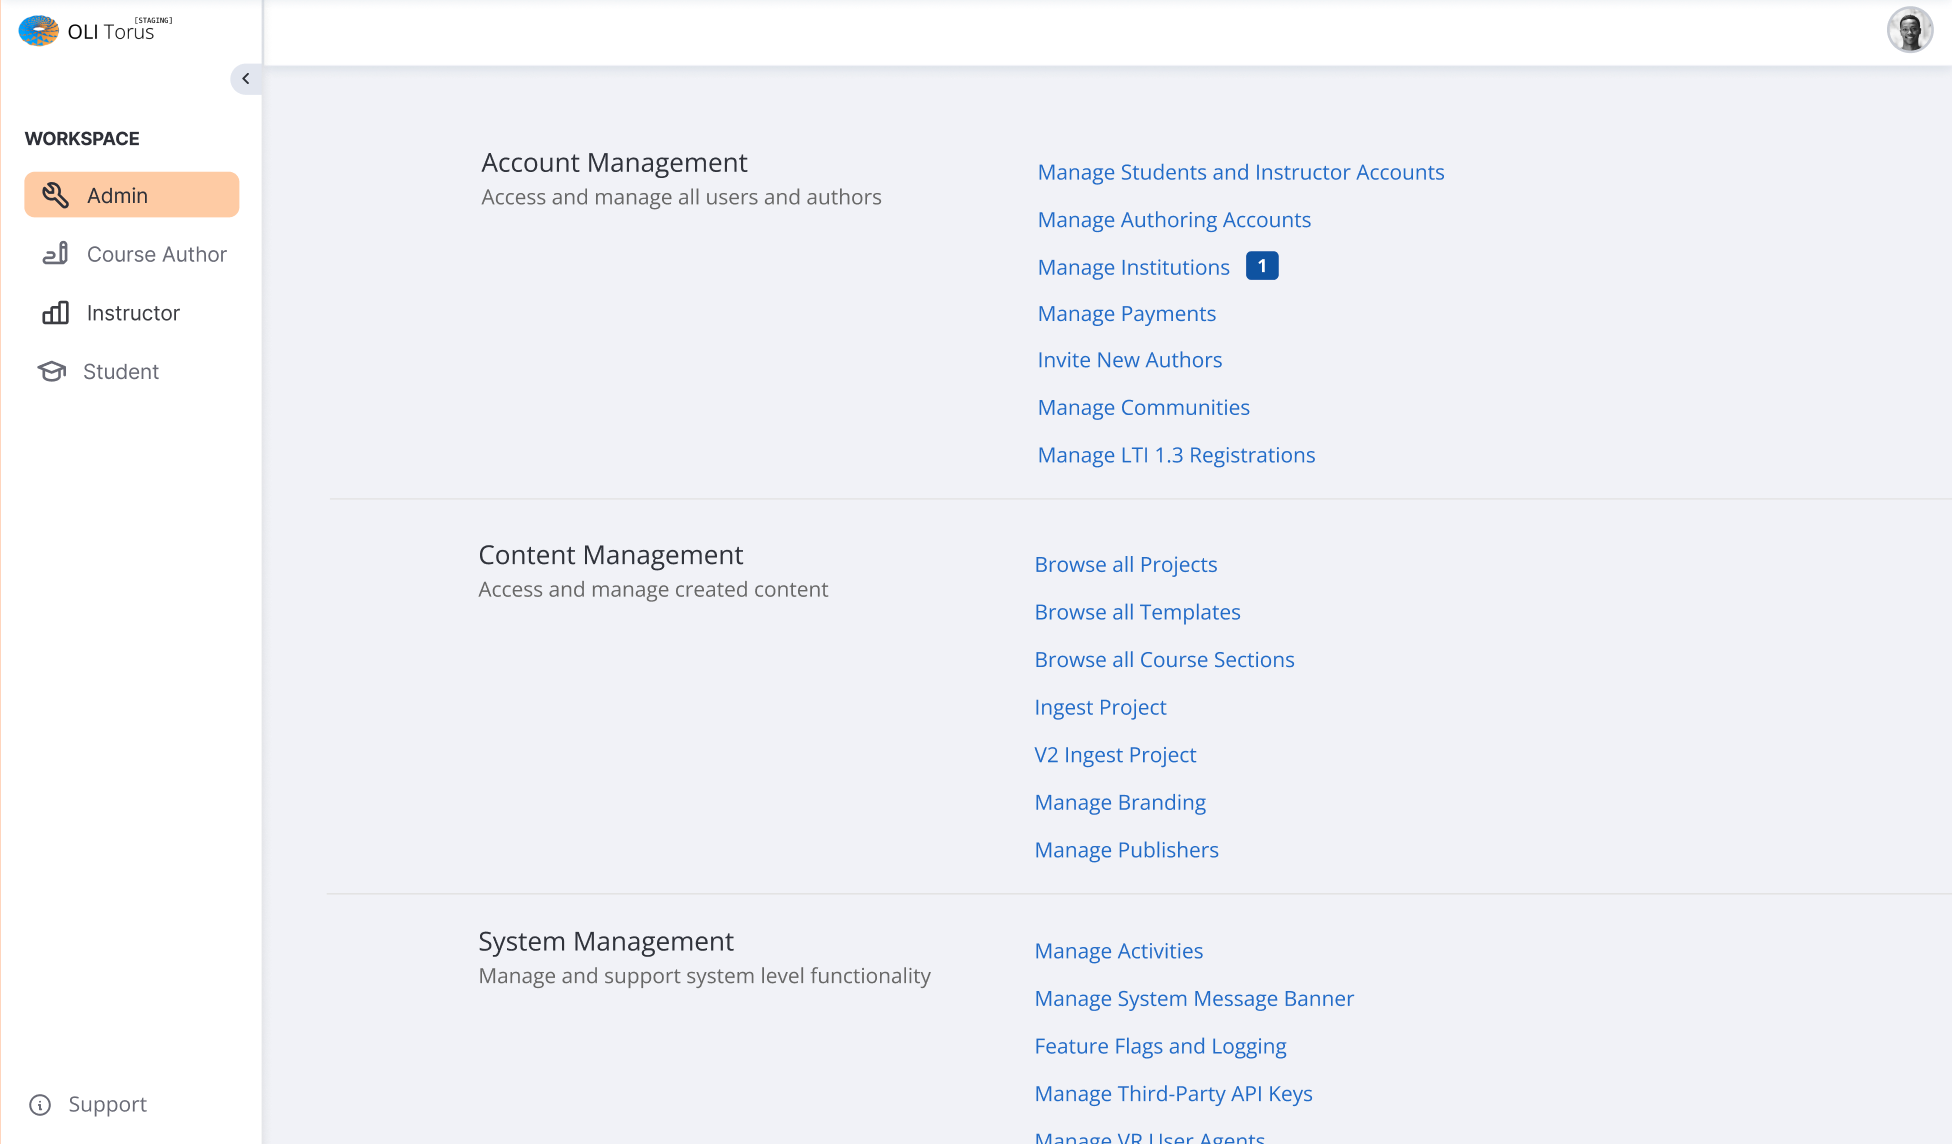 [STAGING]
OLI Torus
WORKSPACE
Admin
Course Author
Instructor
Student
Support
Account Management
Access and manage all users and authors
Manage Students and Instructor Accounts
Manage Authoring Accounts
Manage Institutions 1
Manage Payments
Invite New Authors
Manage Communities
Manage LTI 1.3 Registrations
Content Management
Access and manage created content
Browse all Projects
Browse all Templates
Browse all Course Sections
Ingest Project
V2 Ingest Project
Manage Branding
Manage Publishers
System Management
Manage and support system level functionality
Manage Activities
Manage System Message Banner
Feature Flags and Logging
Manage Third-Party API Keys
Manage VR User Agents